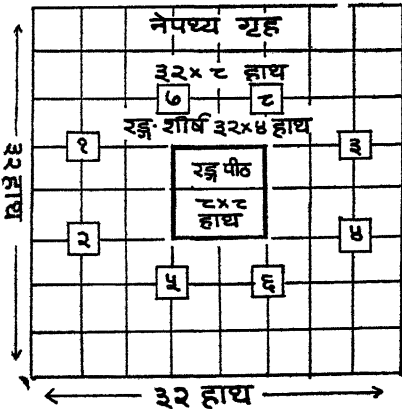 नेपथ्य गृह
३२ × ८ हाथ
७ ८
रङ्ग-शीर्ष ३२×४ हाथ
१ ३
रङ्ग पीठ
८×८
हाथ
२ ४
५ ६
३२ हाथ
३२ हाथ